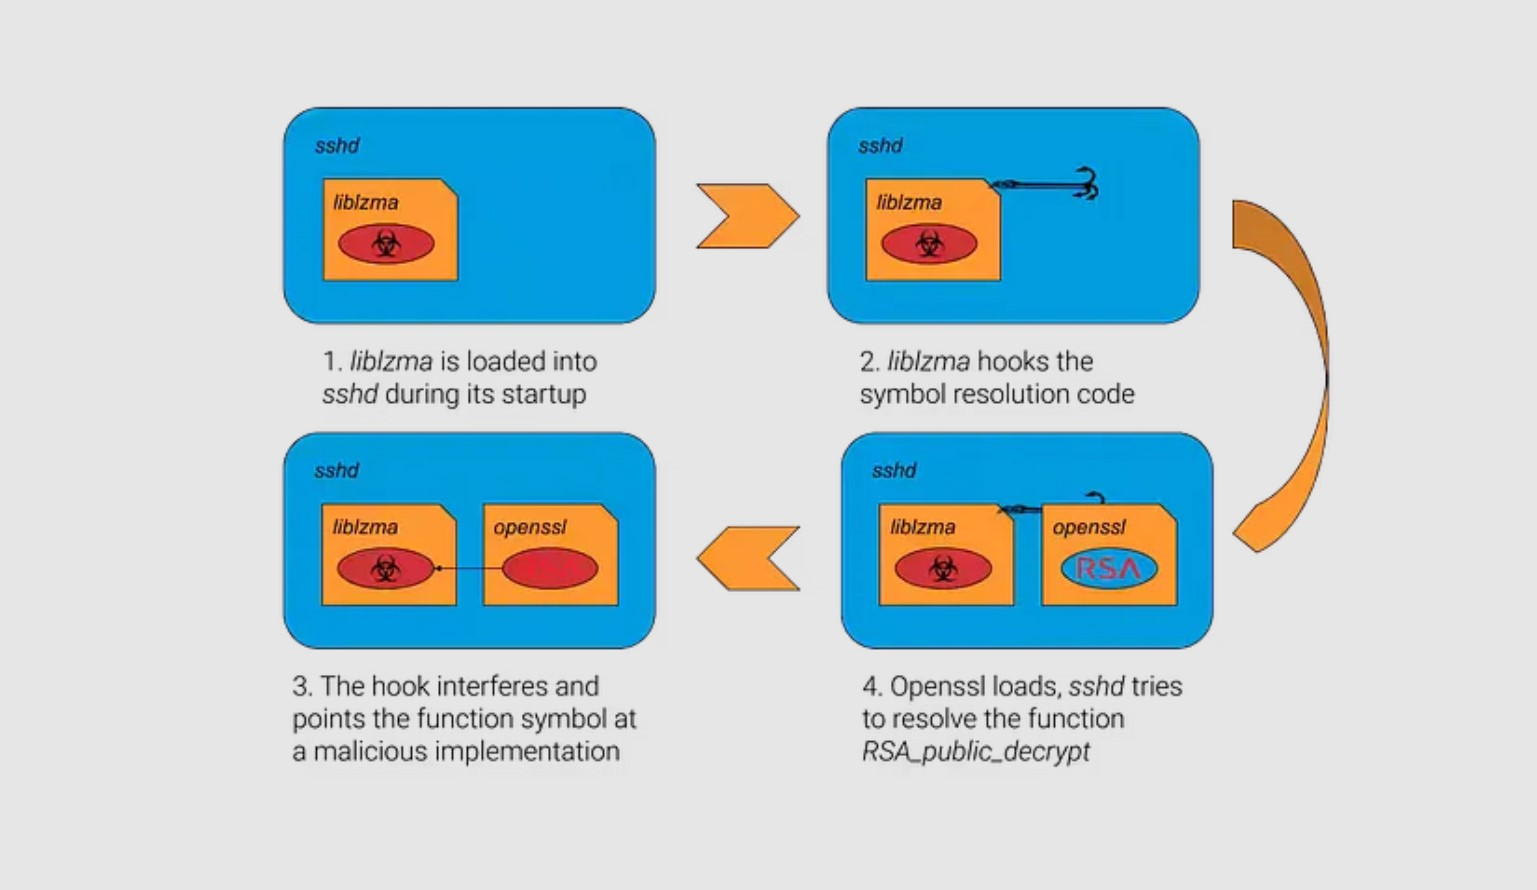 sshd
liblzma
1. liblzma is loaded into
sshd during its startup
sshd
liblzma
2. liblzma hooks the
symbol resolution code
sshd
liblzma
openssl
3. The hook interferes and
points the function symbol at
a malicious implementation
sshd
liblzma
openssl
RSA
4. Openssl loads, sshd tries
to resolve the function
RSA_public_decrypt